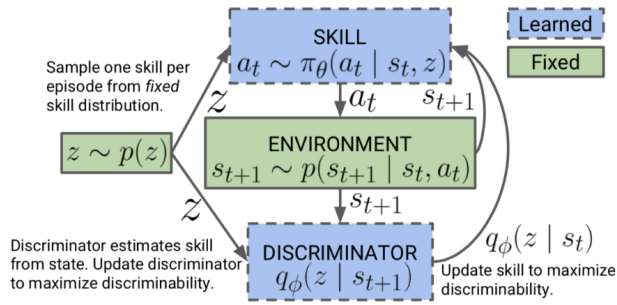 SKILL
a_t ∼ π_θ(a_t | s_t, z)
Learned
Fixed
Sample one skill per
episode from fixed
skill distribution.
z
a_t
s_{t+1}
z ∼ p(z)
ENVIRONMENT
s_{t+1} ∼ p(s_{t+1} | s_t, a_t)
z
s_{t+1}
Discriminator estimates skill
from state. Update discriminator
to maximize discriminability.
DISCRIMINATOR
q_ϕ(z | s_{t+1})
q_ϕ(z | s_t)
Update skill to maximize
discriminability.